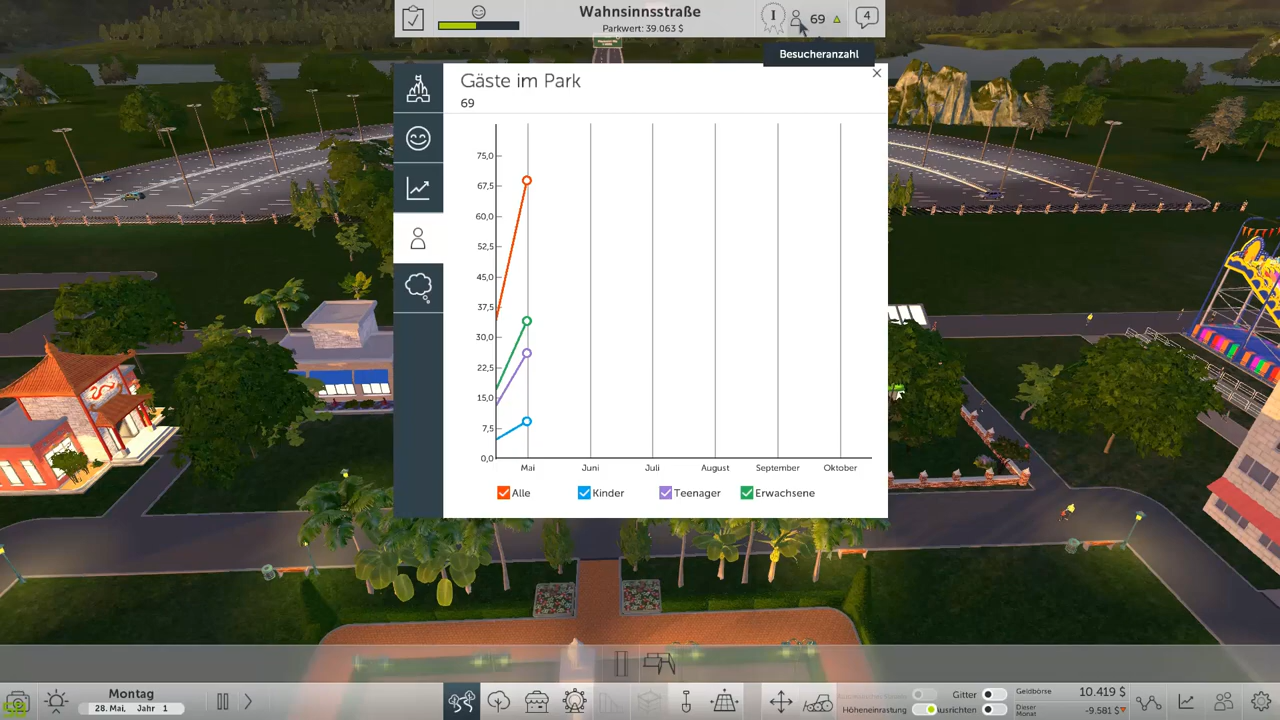 Wahnsinnsstraße
Parkwert: 39.063 $
I
69
4
Besucheranzahl
Gäste im Park
69
75,0
67,5
60,0
52,5
45,0
37,5
30,0
22,5
15,0
7,5
0,0
Mai
Juni
Juli
August
September
Oktober
Alle
Kinder
Teenager
Erwachsene
Montag
28. Mai, Jahr 1
Höheneinrastung
Gitter
Ausrichten
Geldbörse
10.419 $
Dieser Monat
-9.581 $